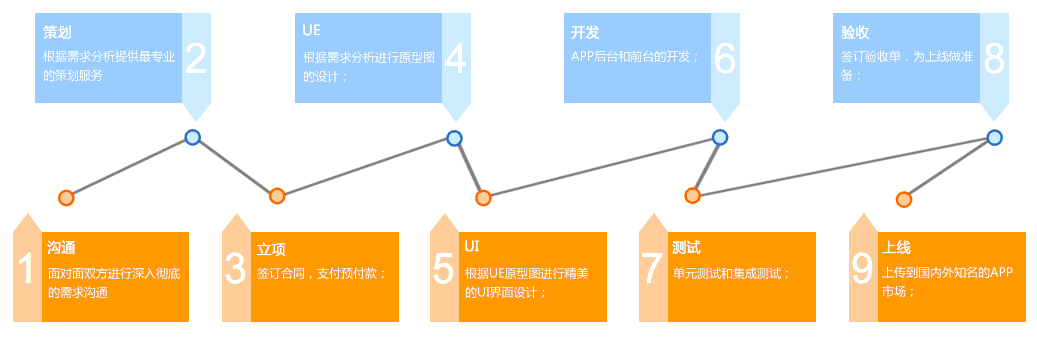 策划
根据需求分析提供最专业
的策划服务
2
UE
根据需求分析进行原型图
的设计；
4
开发
APP后台和前台的开发；
6
验收
签订验收单，为上线做准
备；
8
1
沟通
面对面双方进行深入彻底
的需求沟通
3
立项
签订合同，支付预付款；
5
UI
根据UE原型图进行精美
的UI界面设计；
7
测试
单元测试和集成测试；
9
上线
上传到国内外知名的APP
市场；